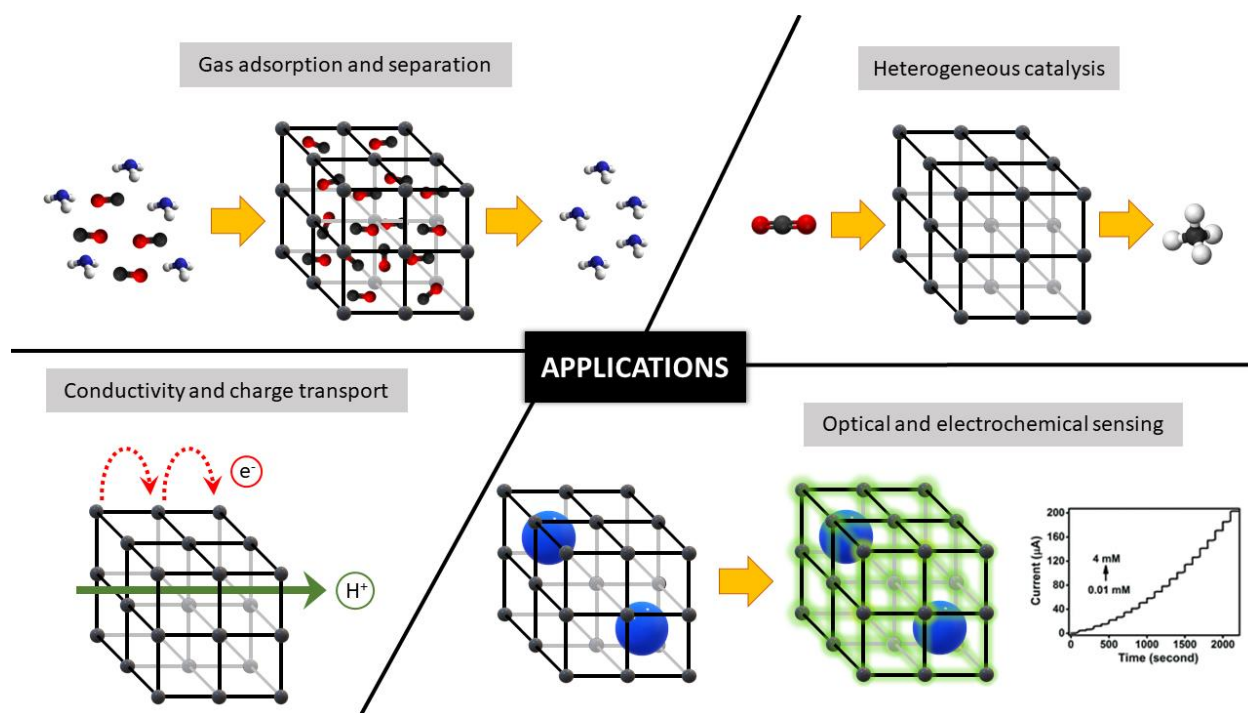 Gas adsorption and separation
Heterogeneous catalysis
APPLICATIONS
Conductivity and charge transport
e-
H+
Optical and electrochemical sensing
200
160
120
80
40
0
Current (µA)
4 mM
0.01 mM
0 500 1000 1500 2000
Time (second)